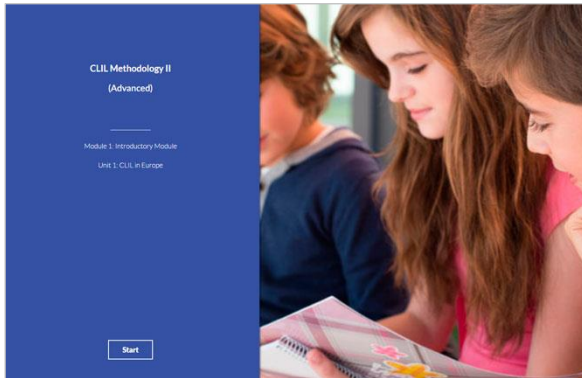 CLIL Methodology II
(Advanced)
Module 1: Introductory Module
Unit 1: CLIL in Europe
Start